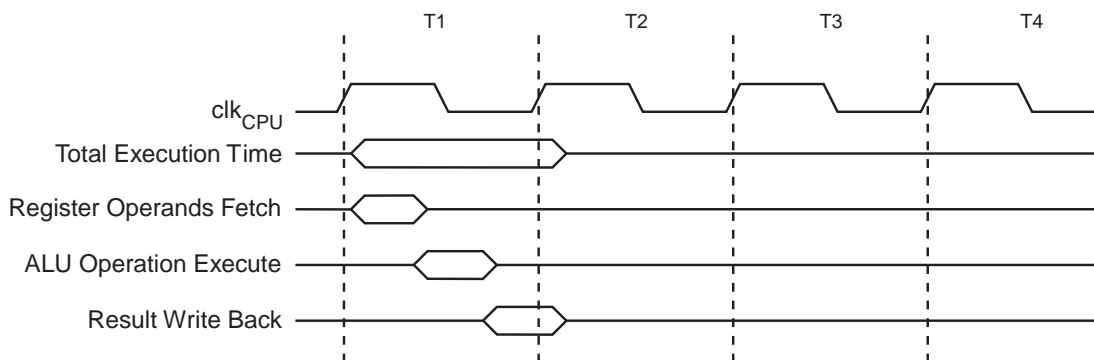 T1 T2 T3 T4
clkCPU
Total Execution Time
Register Operands Fetch
ALU Operation Execute
Result Write Back